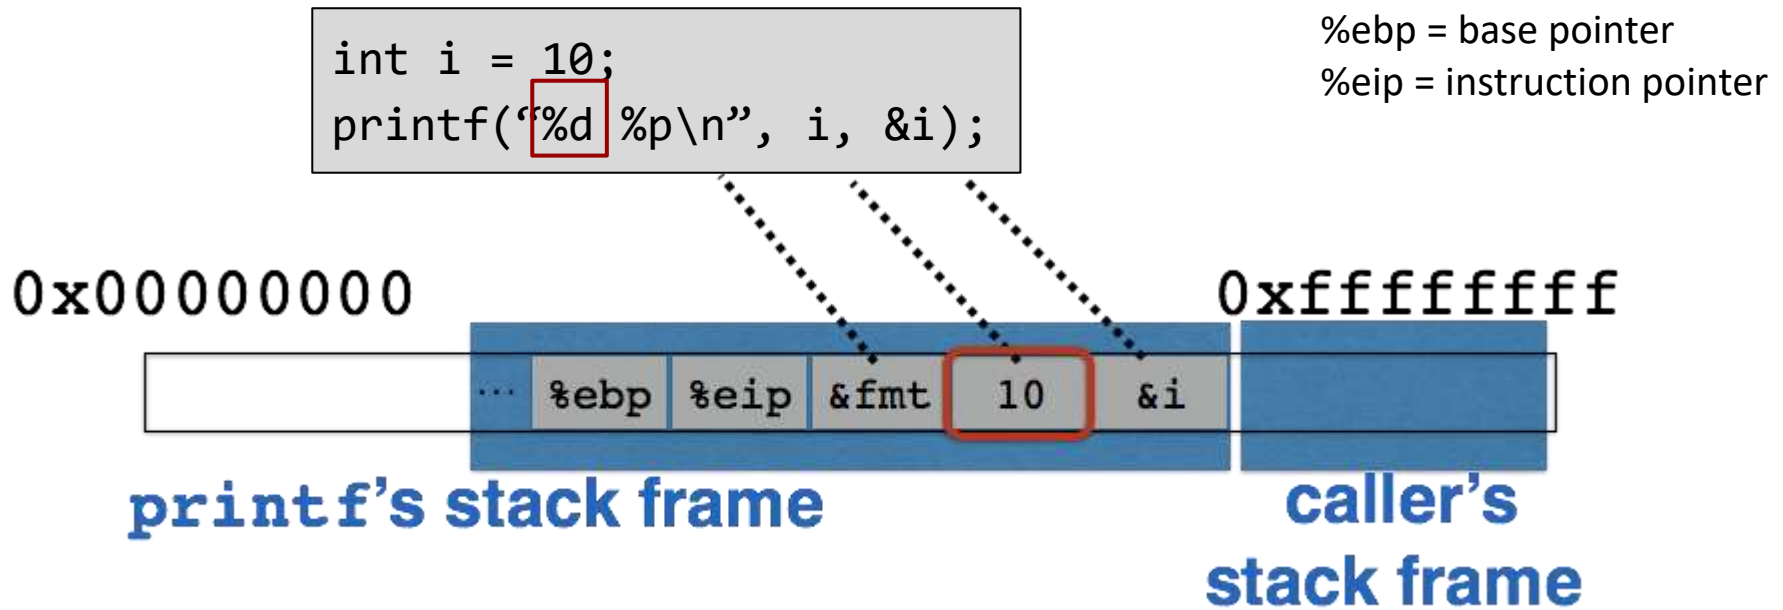 int i = 10;
printf(“%d %p\n”, i, &i);
%ebp = base pointer
%eip = instruction pointer
0x00000000
0xffffffff
... %ebp %eip &fmt 10 &i
printf’s stack frame
caller’s
stack frame